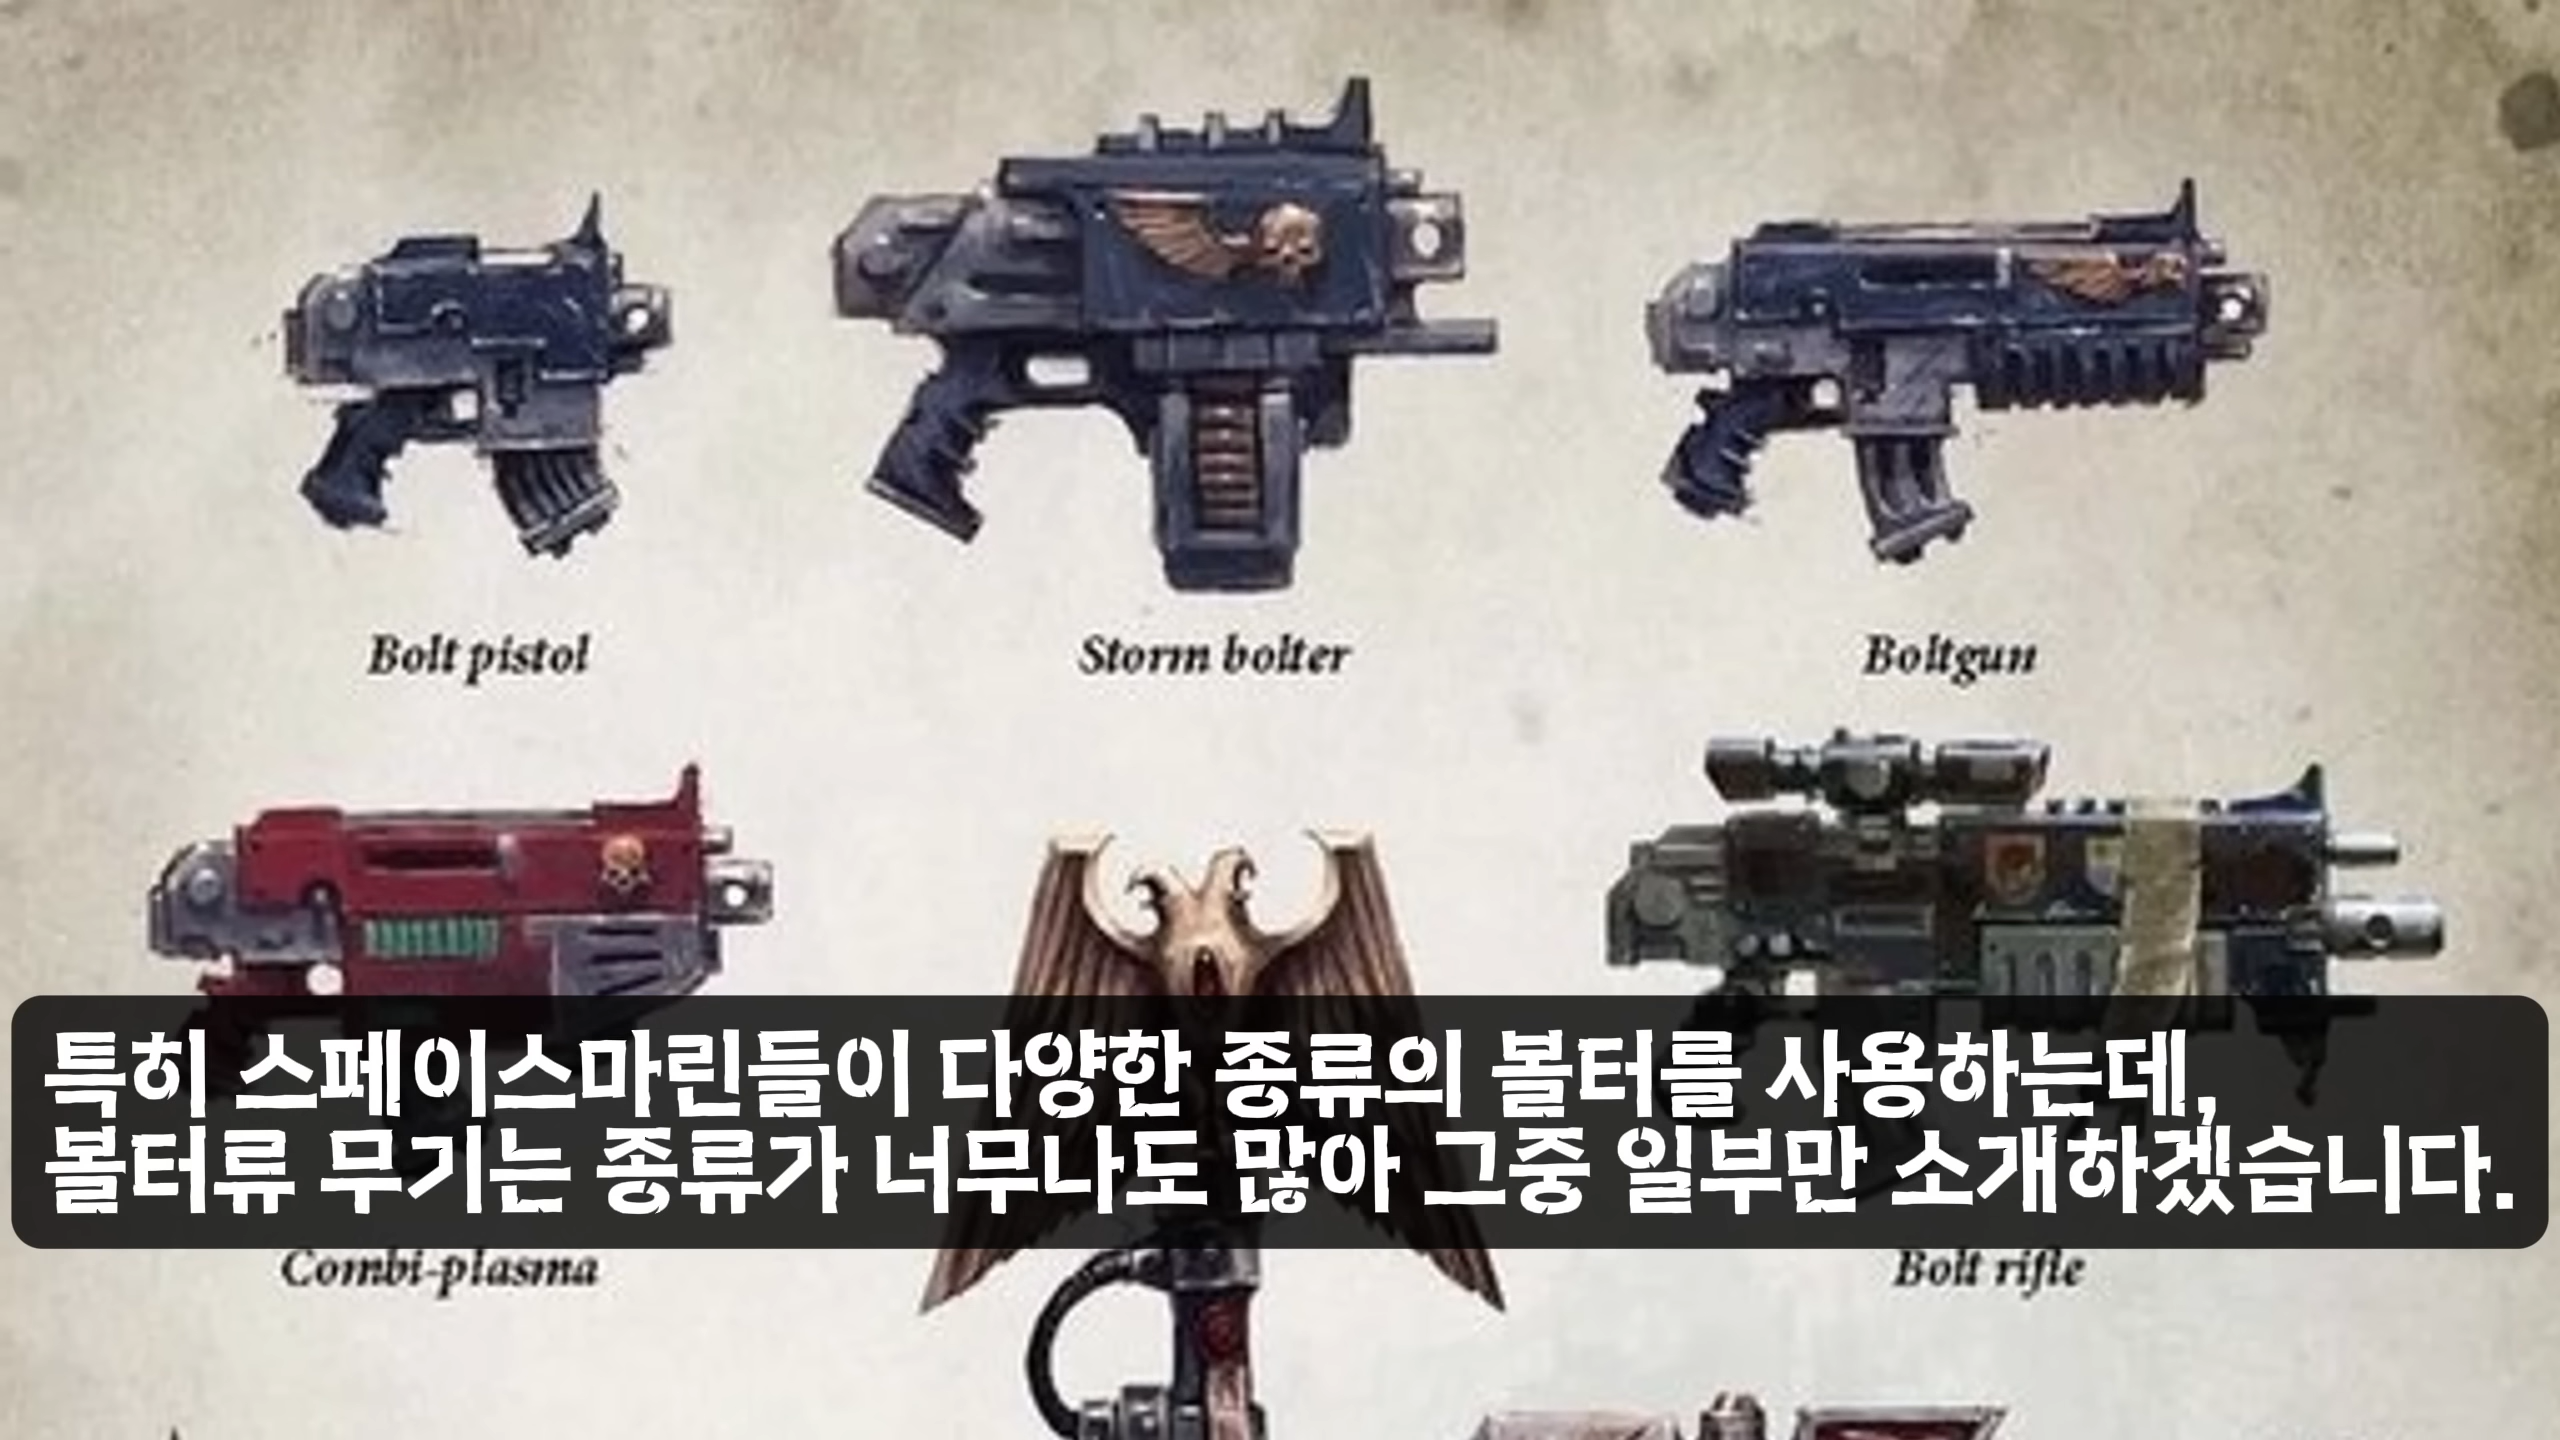 Bolt pistol
Storm bolter
Boltgun
특히 스페이스마린들이 다양한 종류의 볼터를 사용하는데,
볼터류 무기는 종류가 너무나도 많아 그중 일부만 소개하겠습니다.
Combi-plasma
Bolt rifle